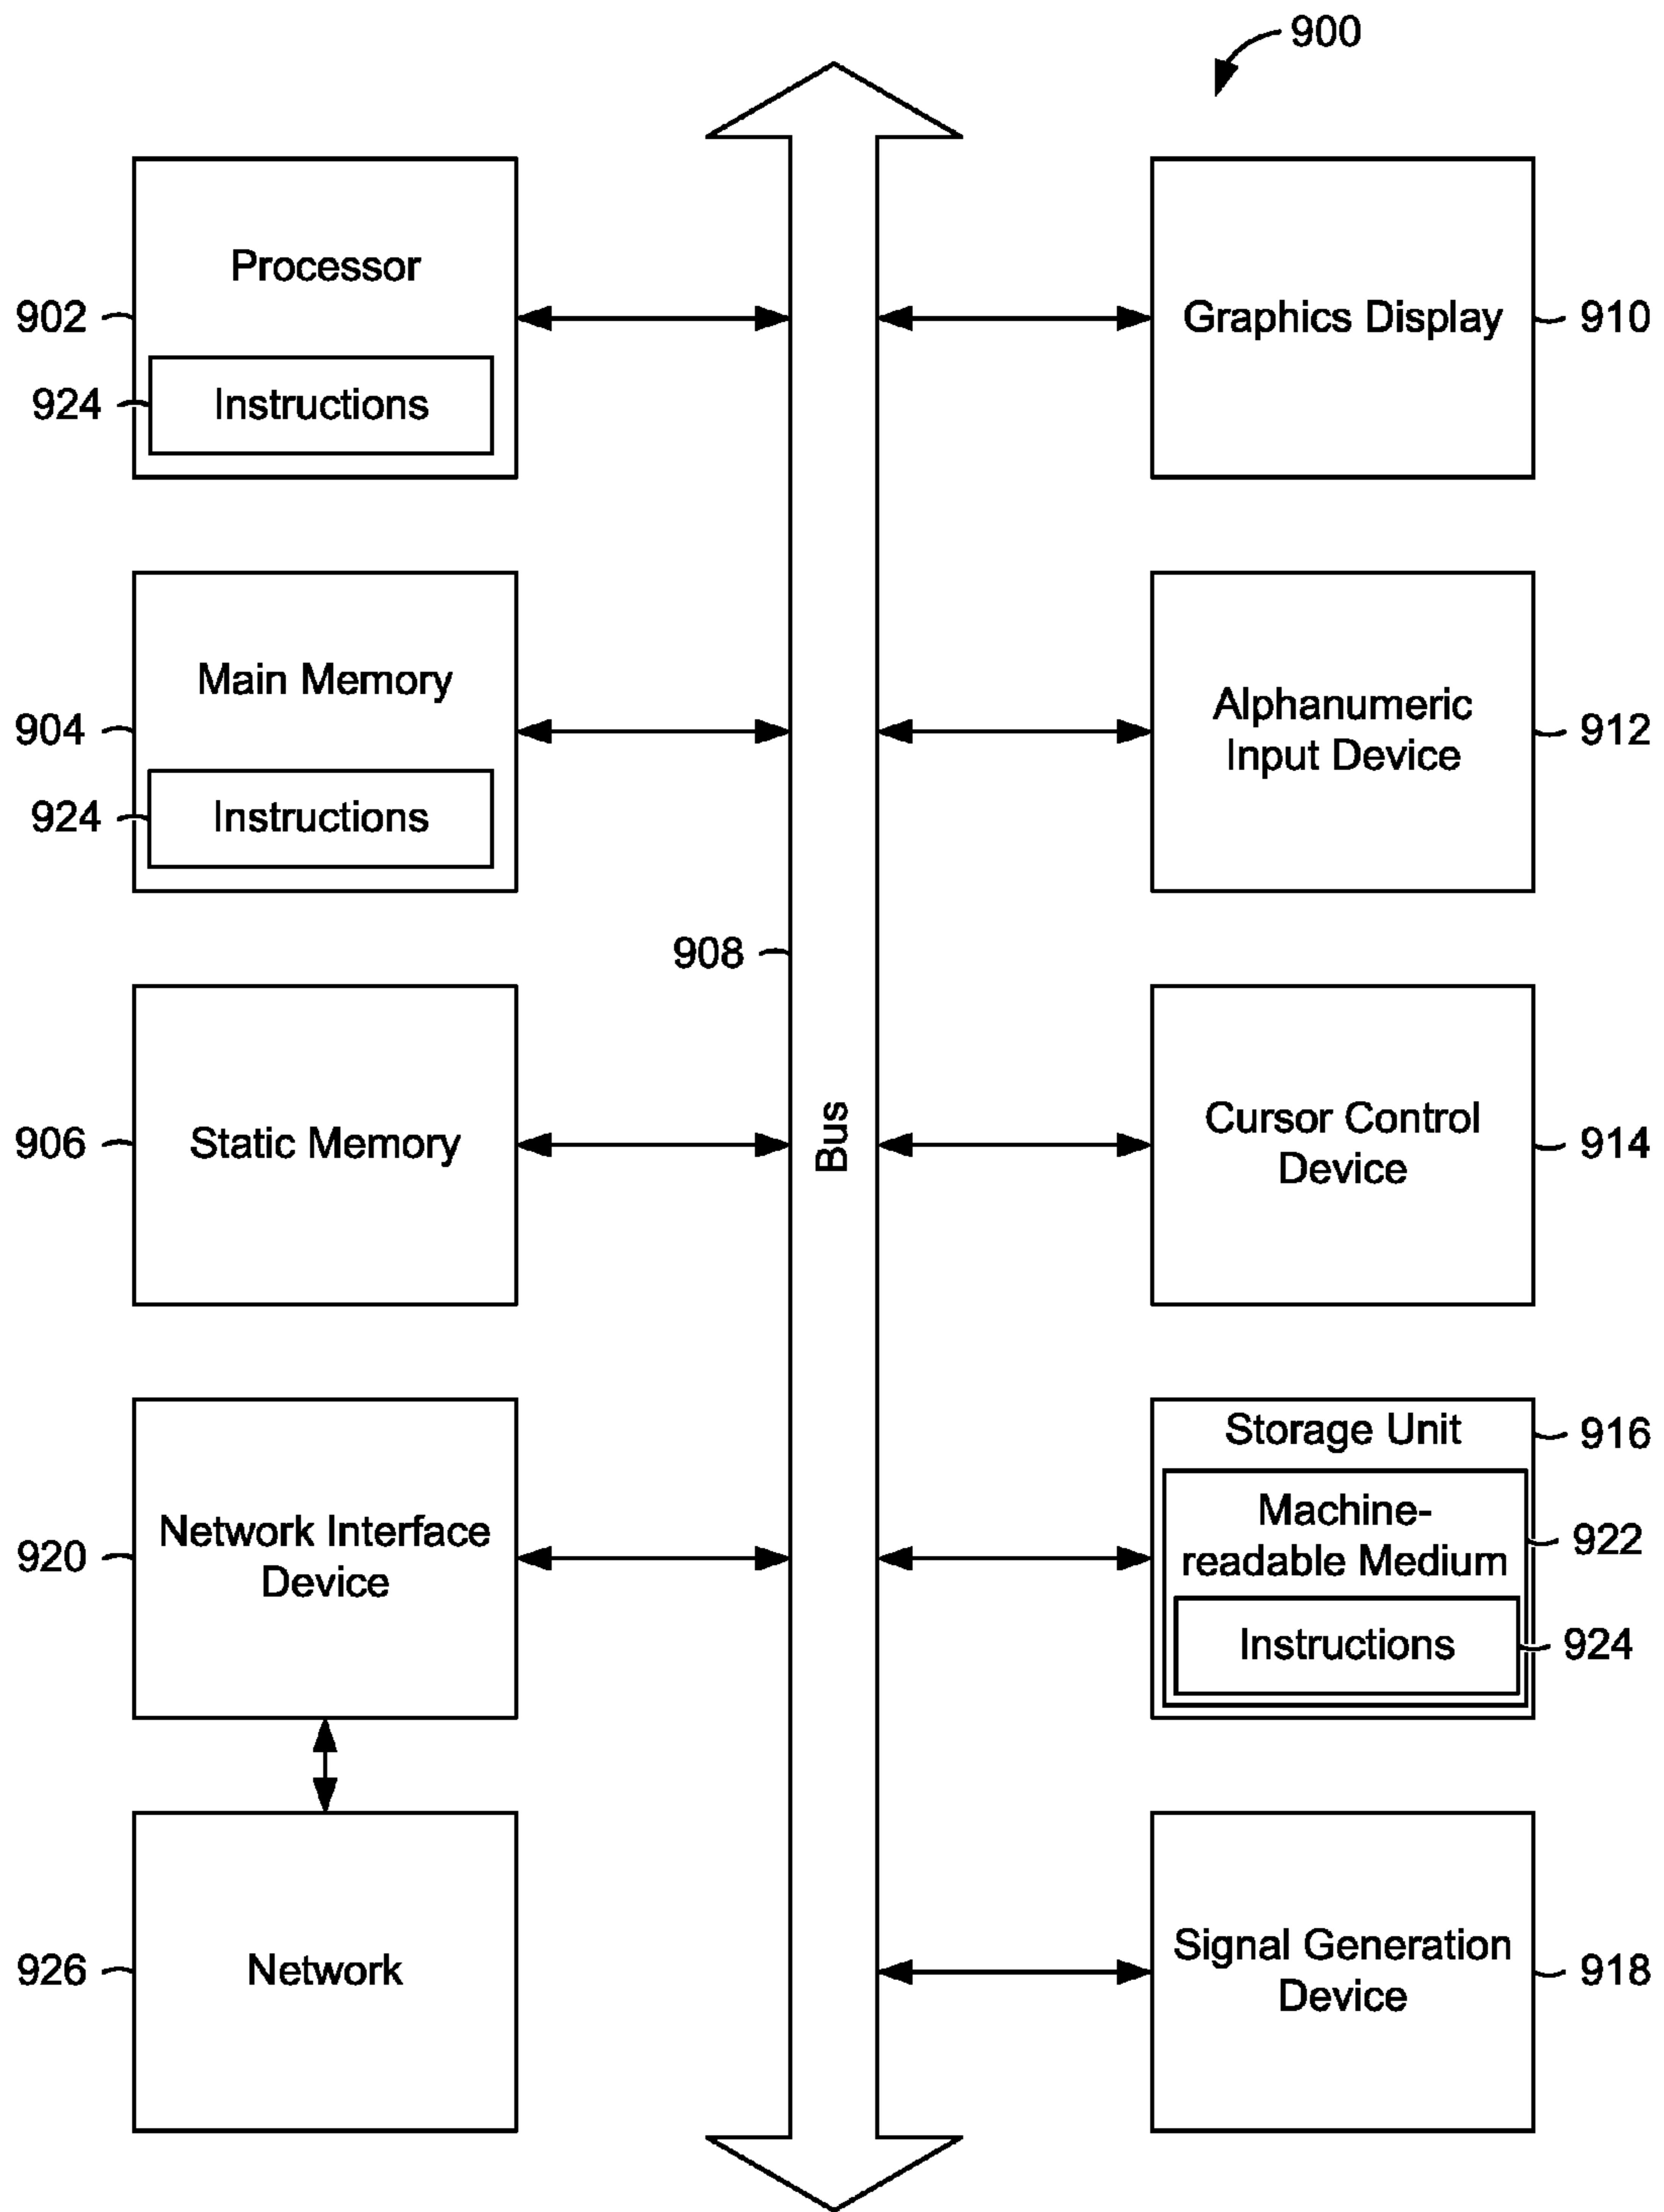 900
Processor
902
924
Instructions
Graphics Display
910
Main Memory
904
924
Instructions
Alphanumeric
Input Device
912
908
Bus
906
Static Memory
Cursor Control
Device
914
920
Network Interface
Device
Storage Unit
916
Machine-
readable Medium
922
Instructions
924
926
Network
Signal Generation
Device
918